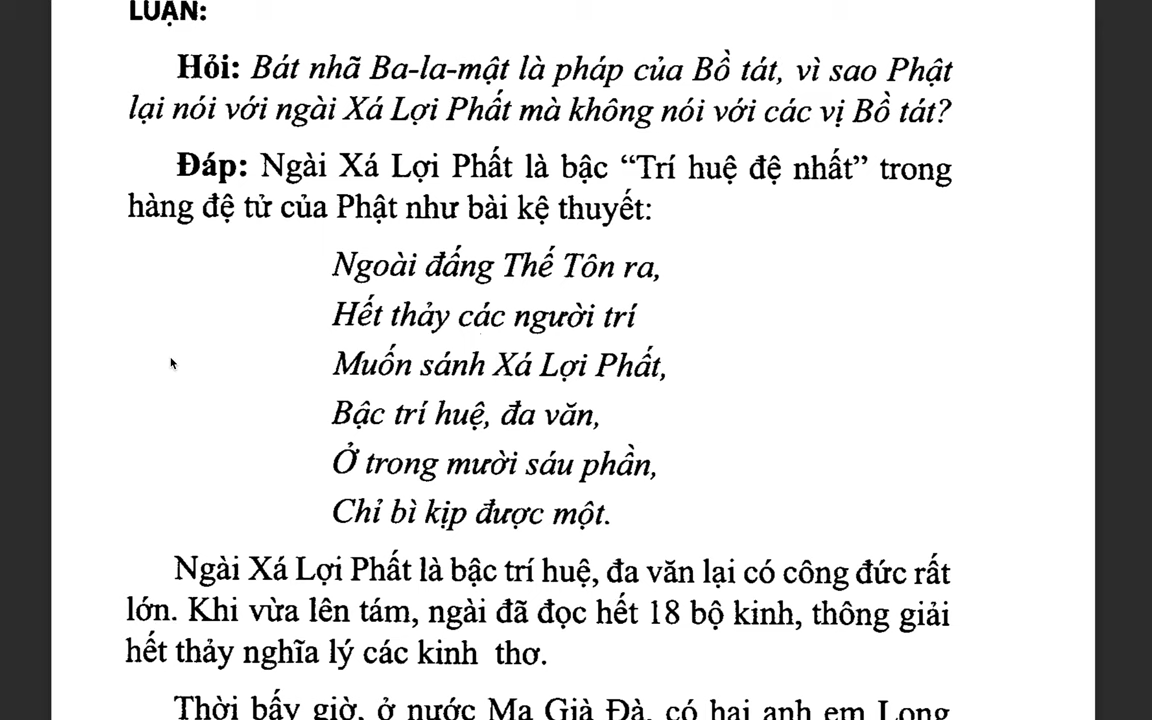 LUẬN:
Hỏi: Bát nhã Ba-la-mật là pháp của Bồ tát, vì sao Phật
lại nói với ngài Xá Lợi Phất mà không nói với các vị Bồ tát?
Đáp: Ngài Xá Lợi Phất là bậc “Trí huệ đệ nhất” trong
hàng đệ tử của Phật như bài kệ thuyết:
Ngoài đấng Thế Tôn ra,
Hết thảy các người trí
Muốn sánh Xá Lợi Phất,
Bậc trí huệ, đa văn,
Ở trong mười sáu phần,
Chỉ bì kịp được một.
Ngài Xá Lợi Phất là bậc trí huệ, đa văn lại có công đức rất
lớn. Khi vừa lên tám, ngài đã đọc hết 18 bộ kinh, thông giải
hết thảy nghĩa lý các kinh thơ.
Thời bấy giờ, ở nước Ma Già Đà, có hai anh em Long